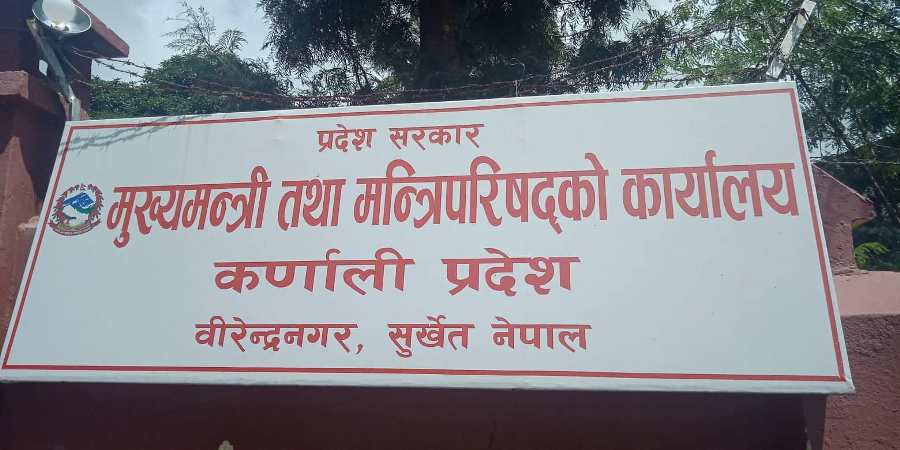 प्रदेश सरकार
मुख्यमन्त्री तथा मन्त्रिपरिषद्को कार्यालय
कर्णाली प्रदेश
वीरेन्द्रनगर, सुर्खेत नेपाल